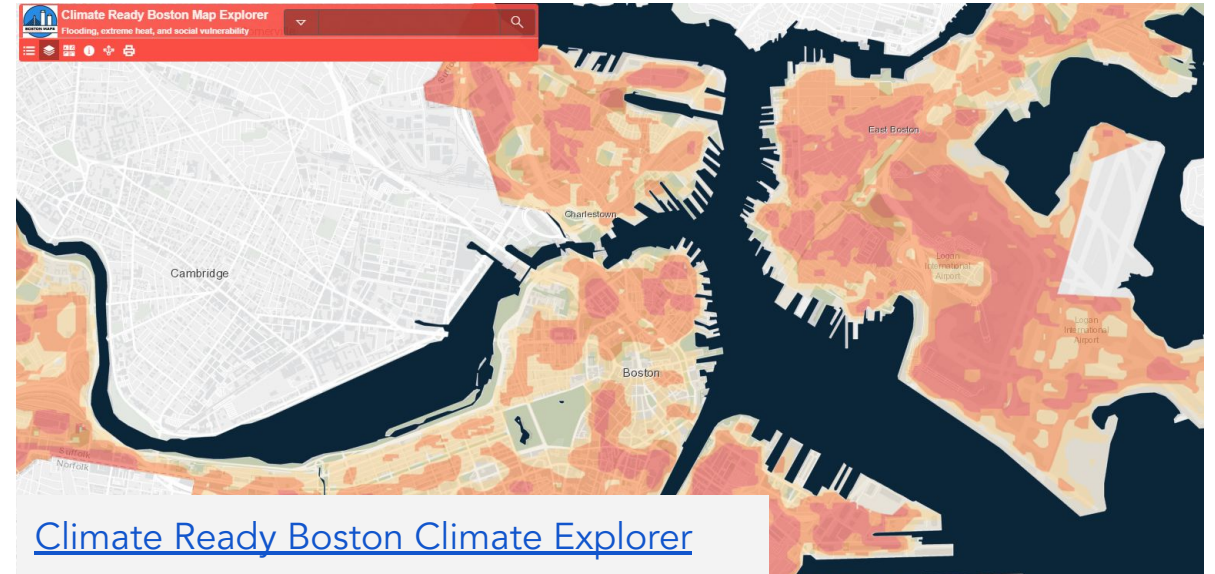 Climate Ready Boston Map Explorer
Flooding, extreme heat, and social vulnerability
BOSTON MAPS
East Boston
Charlestown
Cambridge
Logan
International
Airport
Logan
International
Airport
Boston
Suffolk
Norfolk
Climate Ready Boston Climate Explorer